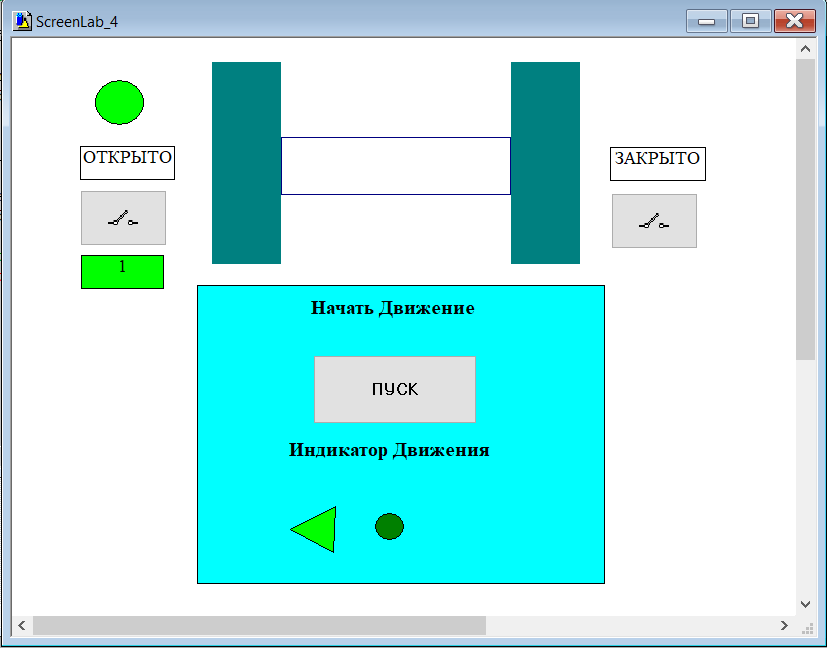 ScreenLab_4
ОТКРЫТО
ЗАКРЫТО
1
Начать Движение
ПУСК
Индикатор Движения